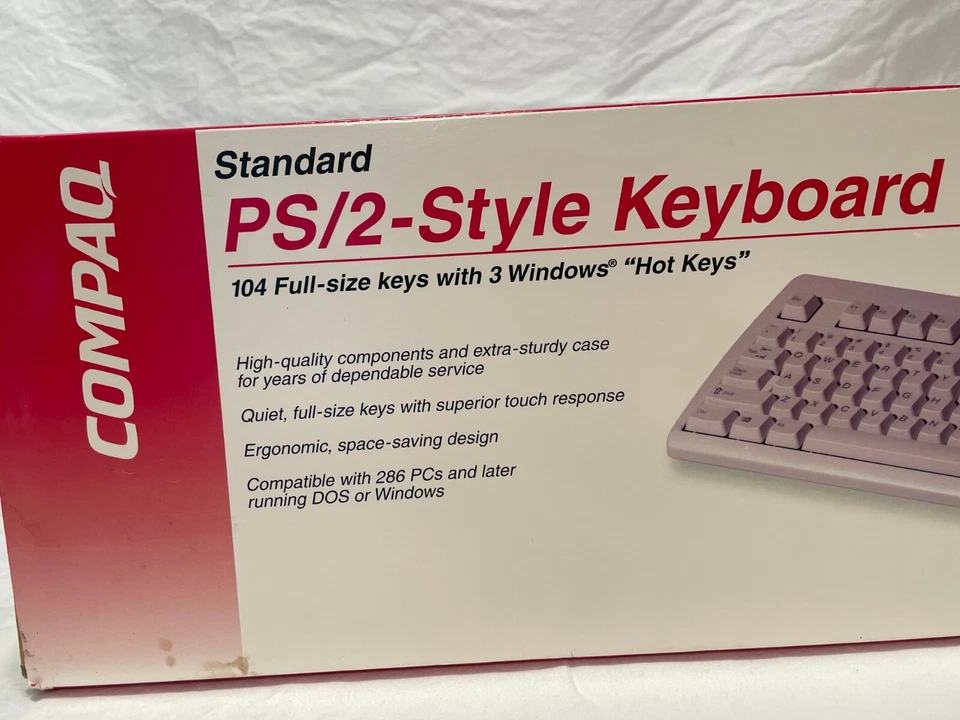 COMPAQ
Standard
PS/2-Style Keyboard
104 Full-size keys with 3 Windows® “Hot Keys”
High-quality components and extra-sturdy case
for years of dependable service
Quiet, full-size keys with superior touch response
Ergonomic, space-saving design
Compatible with 286 PCs and later
running DOS or Windows
Q W E R T Y
A S D F G H
Z X C V B N